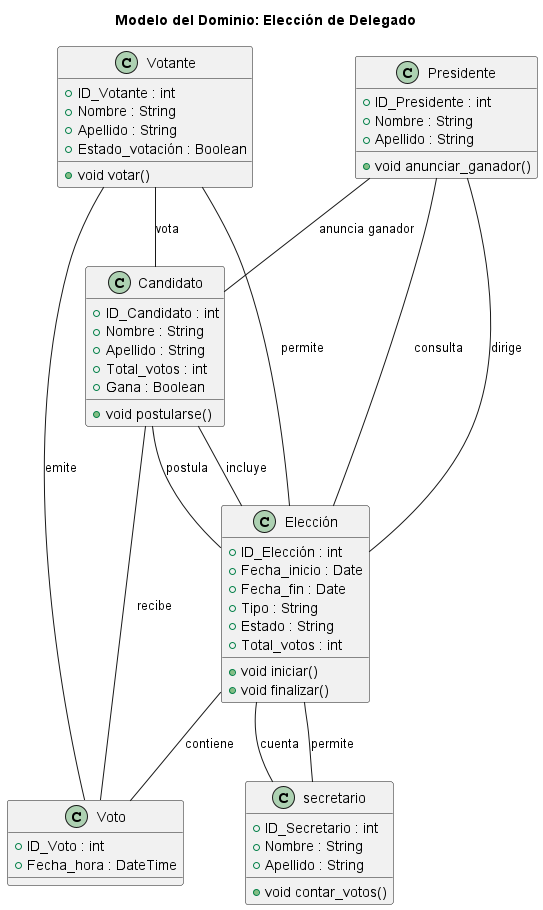 Modelo del Dominio: Elección de Delegado
C Votante
ID_Votante : int
Nombre : String
Apellido : String
Estado_votación : Boolean
void votar()
C Presidente
ID_Presidente : int
Nombre : String
Apellido : String
void anunciar_ganador()
vota
anuncia ganador
C Candidato
ID_Candidato : int
Nombre : String
Apellido : String
Total_votos : int
Gana : Boolean
void postularse()
permite
consulta
dirige
emite
postula
incluye
C Elección
ID_Elección : int
Fecha_inicio : Date
Fecha_fin : Date
Tipo : String
Estado : String
Total_votos : int
void iniciar()
void finalizar()
recibe
contiene
cuenta
permite
C Voto
ID_Voto : int
Fecha_hora : DateTime
C secretario
ID_Secretario : int
Nombre : String
Apellido : String
void contar_votos()